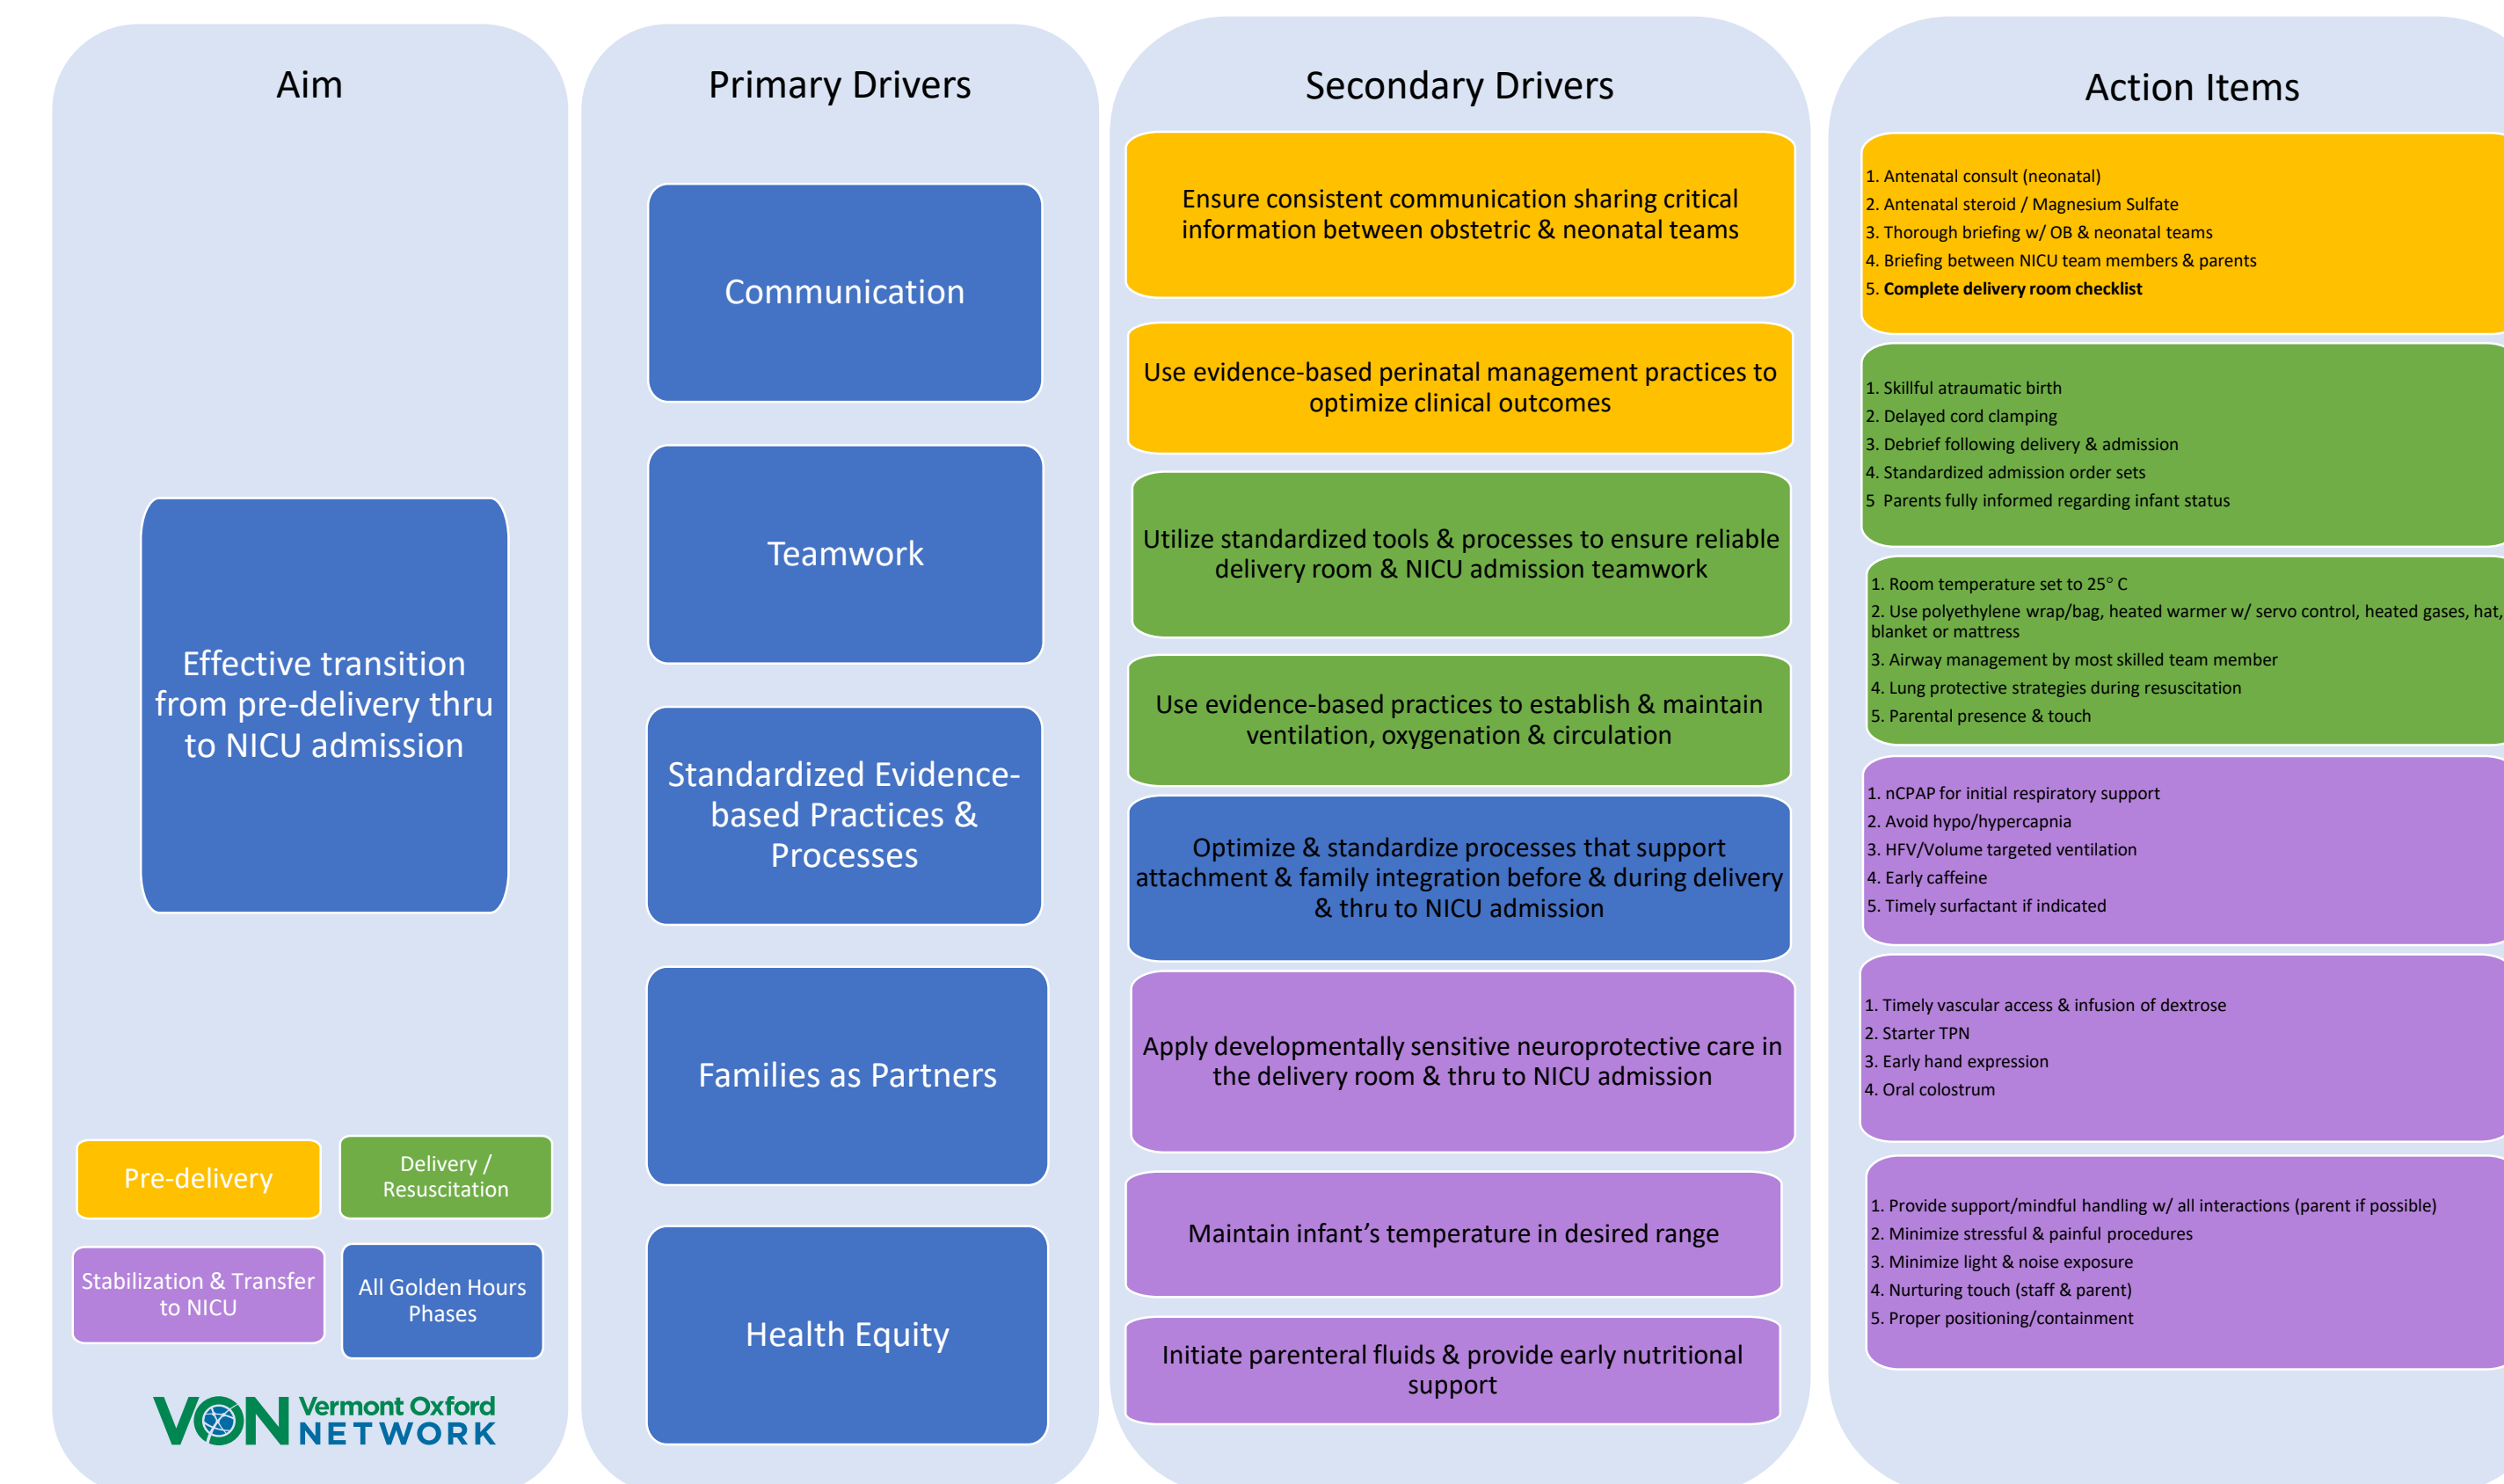 Aim
Effective transition
from pre-delivery thru
to NICU admission
Pre-delivery
Delivery /
Resuscitation
Stabilization & Transfer
to NICU
All Golden Hours
Phases
VON Vermont Oxford
NETWORK
Primary Drivers
Communication
Teamwork
Standardized Evidence-
based Practices &
Processes
Families as Partners
Health Equity
Secondary Drivers
Ensure consistent communication sharing critical
information between obstetric & neonatal teams
Use evidence-based perinatal management practices to
optimize clinical outcomes
Utilize standardized tools & processes to ensure reliable
delivery room & NICU admission teamwork
Use evidence-based practices to establish & maintain
ventilation, oxygenation & circulation
Optimize & standardize processes that support
attachment & family integration before & during delivery
& thru to NICU admission
Apply developmentally sensitive neuroprotective care in
the delivery room & thru to NICU admission
Maintain infant’s temperature in desired range
Initiate parenteral fluids & provide early nutritional
support
Action Items
1. Antenatal consult (neonatal)
2. Antenatal steroid / Magnesium Sulfate
3. Thorough briefing w/ OB & neonatal teams
4. Briefing between NICU team members & parents
5. Complete delivery room checklist
1. Skillful atraumatic birth
2. Delayed cord clamping
3. Debrief following delivery & admission
4. Standardized admission order sets
5 Parents fully informed regarding infant status
1. Room temperature set to 25° C
2. Use polyethylene wrap/bag, heated warmer w/ servo control, heated gases, hat,
blanket or mattress
3. Airway management by most skilled team member
4. Lung protective strategies during resuscitation
5. Parental presence & touch
1. nCPAP for initial respiratory support
2. Avoid hypo/hypercapnia
3. HFV/Volume targeted ventilation
4. Early caffeine
5. Timely surfactant if indicated
1. Timely vascular access & infusion of dextrose
2. Starter TPN
3. Early hand expression
4. Oral colostrum
1. Provide support/mindful handling w/ all interactions (parent if possible)
2. Minimize stressful & painful procedures
3. Minimize light & noise exposure
4. Nurturing touch (staff & parent)
5. Proper positioning/containment